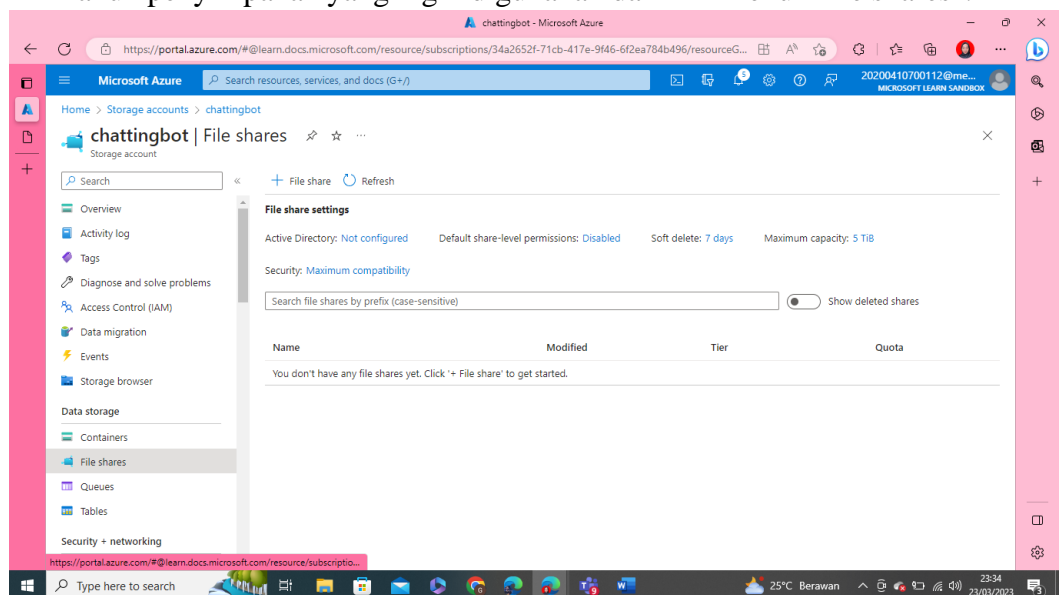 chattingbot - Microsoft Azure
https://portal.azure.com/#@learn.docs.microsoft.com/resource/subscriptions/34a2652f-71cb-417e-9f46-6f2ea784b496/resourceG...
Microsoft Azure
Search resources, services, and docs (G+/)
20200410700112@me...
MICROSOFT LEARN SANDBOX
Home > Storage accounts > chattingbot
chattingbot | File shares
Storage account
Search
+ File share
Refresh
Overview
Activity log
Tags
Diagnose and solve problems
Access Control (IAM)
Data migration
Events
Storage browser
Data storage
Containers
File shares
Queues
Tables
Security + networking
File share settings
Active Directory: Not configured
Default share-level permissions: Disabled
Soft delete: 7 days
Maximum capacity: 5 TiB
Security: Maximum compatibility
Search file shares by prefix (case-sensitive)
Show deleted shares
Name Modified Tier Quota
You don't have any file shares yet. Click '+ File share' to get started.
https://portal.azure.com/#@learn.docs.microsoft.com/resource/subscriptio...
Type here to search
25°C Berawan
23:34
23/03/2023